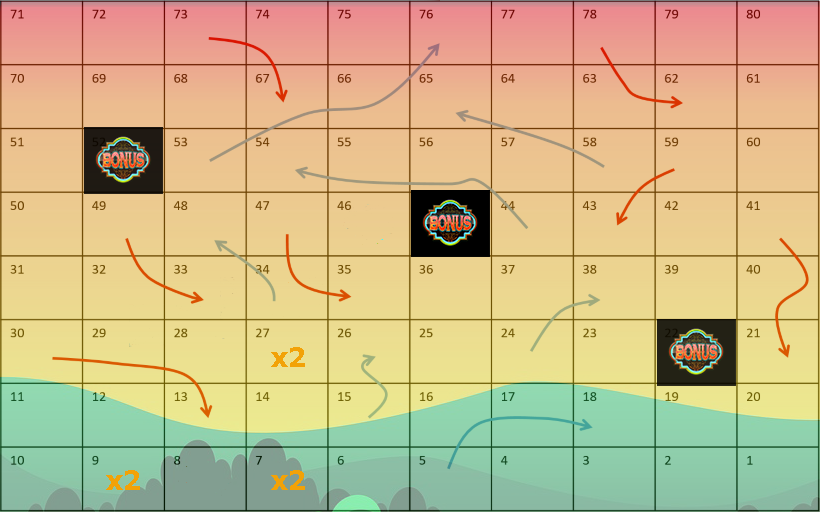 71 72 73 74 75 76 77 78 79 80
70 69 68 67 66 65 64 63 62 61
51 52 53 54 55 56 57 58 59 60
BONUS
50 49 48 47 46 44 43 42 41
BONUS
31 32 33 34 35 36 37 38 39 40
30 29 28 27 26 25 24 23 22 21
x2 BONUS
11 12 13 14 15 16 17 18 19 20
10 9 8 7 6 5 4 3 2 1
x2 x2